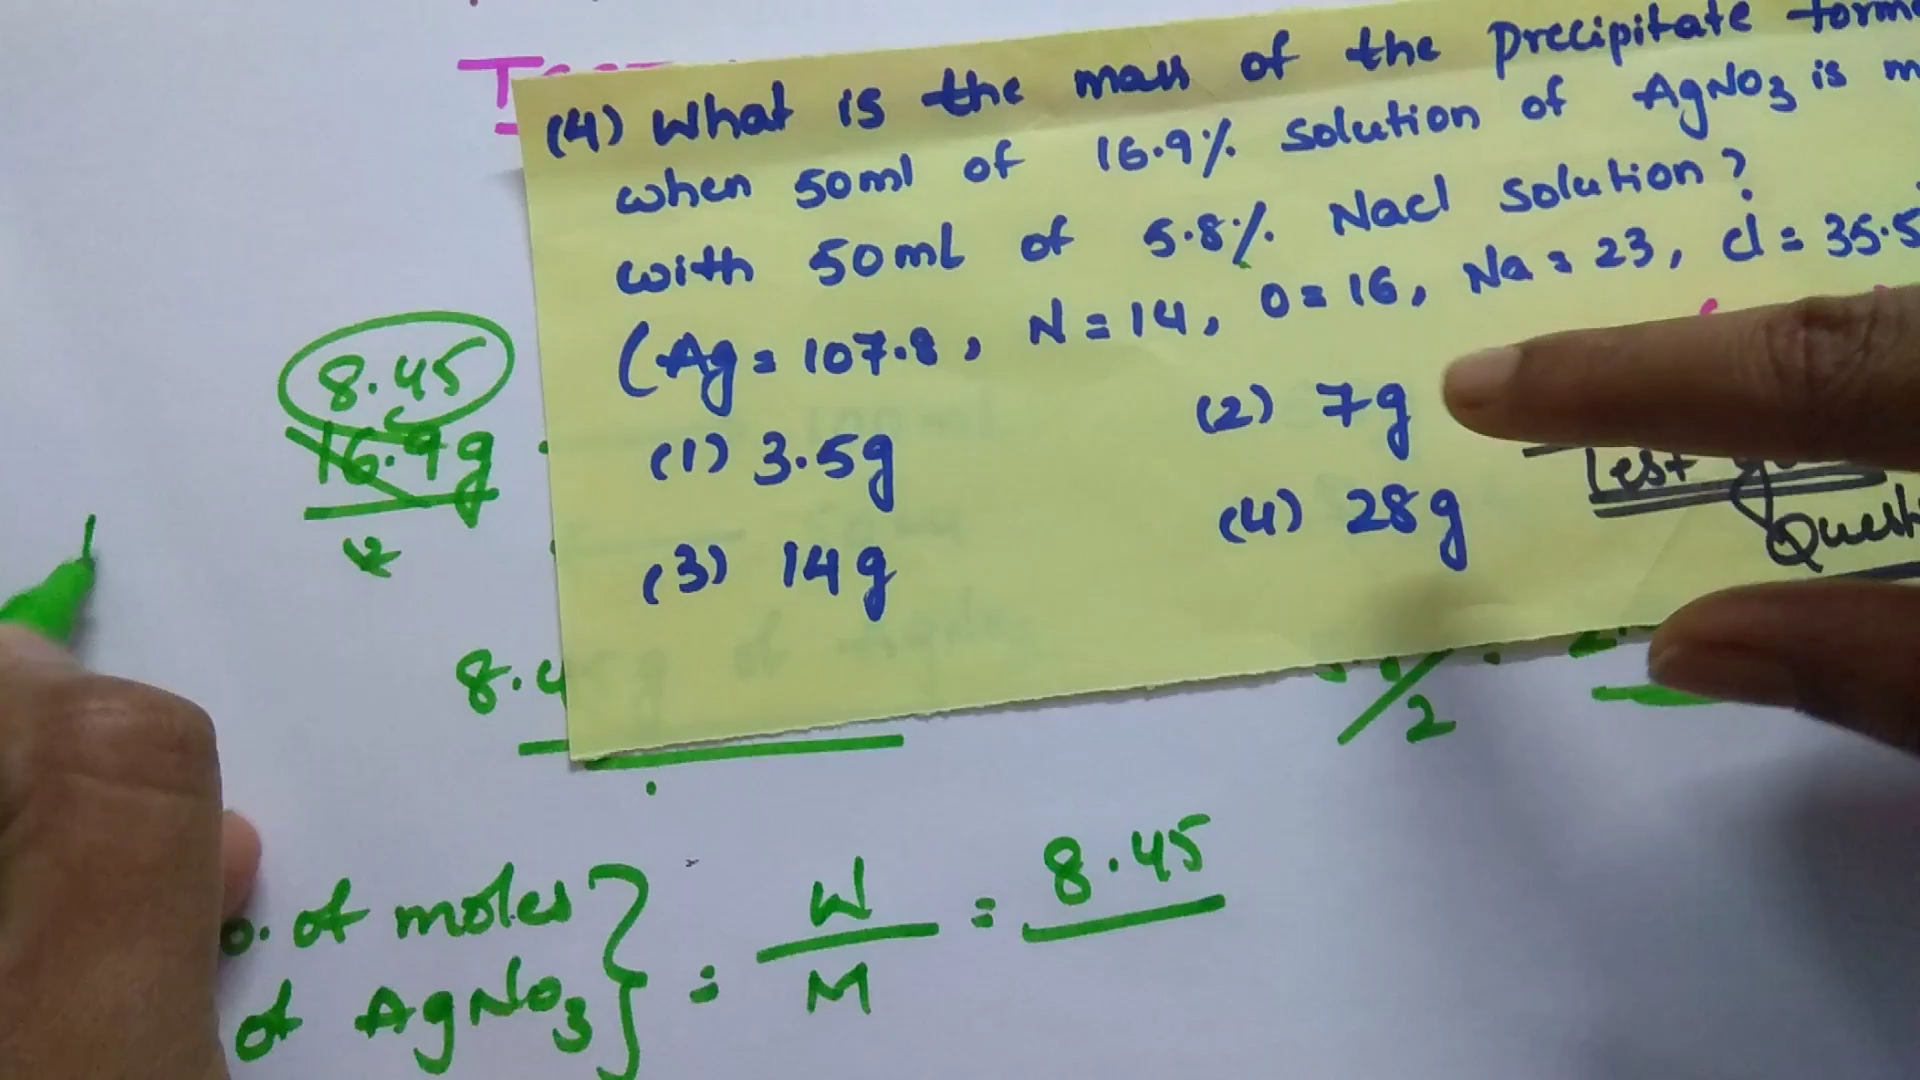 (4) What is the mass of the Precipitate
when 50ml of 16.9% solution of AgNO3 is
with 50mL of 5.8% Nacl solution?
(Ag = 107.8, N = 14, O = 16, Na = 23, cl = 35.5
(1) 3.5g (2) 7g
(3) 14g (4) 28g
Test
8.45
16.9g
8.4
2
of moles
of AgNO3 } = W/M = 8.45